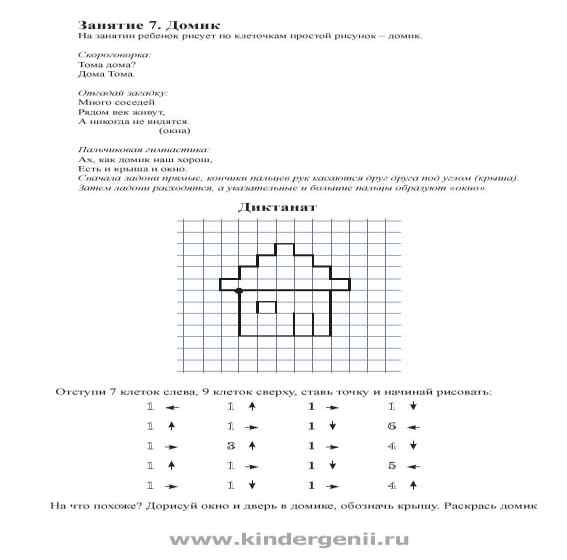 Занятие 7. Домик
На занятии ребенок рисует по клеточкам простой рисунок – домик.
Скороговорка:
Тома дома?
Дома Тома.
Отгадай загадку:
Много соседей
Рядом век живут,
А никогда не видятся.
(окна)
Пальчиковая гимнастика:
Ах, как домик наш хорош,
Есть и крыша и окно.
Сначала ладони прямые, кончики пальцев рук касаются друг друга под углом (крыша).
Затем ладони расходятся, а указательные и большие пальцы образуют «окно».
Диктанат
Отступи 7 клеток слева, 9 клеток сверху, ставь точку и начинай рисовать:
1 ← 1 ↑ 1 → 1 ↓
1 ↑ 1 → 1 ↓ 6 ←
1 → 3 ↑ 1 → 4 ↓
1 ↑ 1 → 1 ↓ 5 ←
1 → 1 ↓ 1 → 4 ↑
На что похоже? Дорисуй окно и дверь в домике, обозначь крышу. Раскрась домик
www.kindergenii.ru